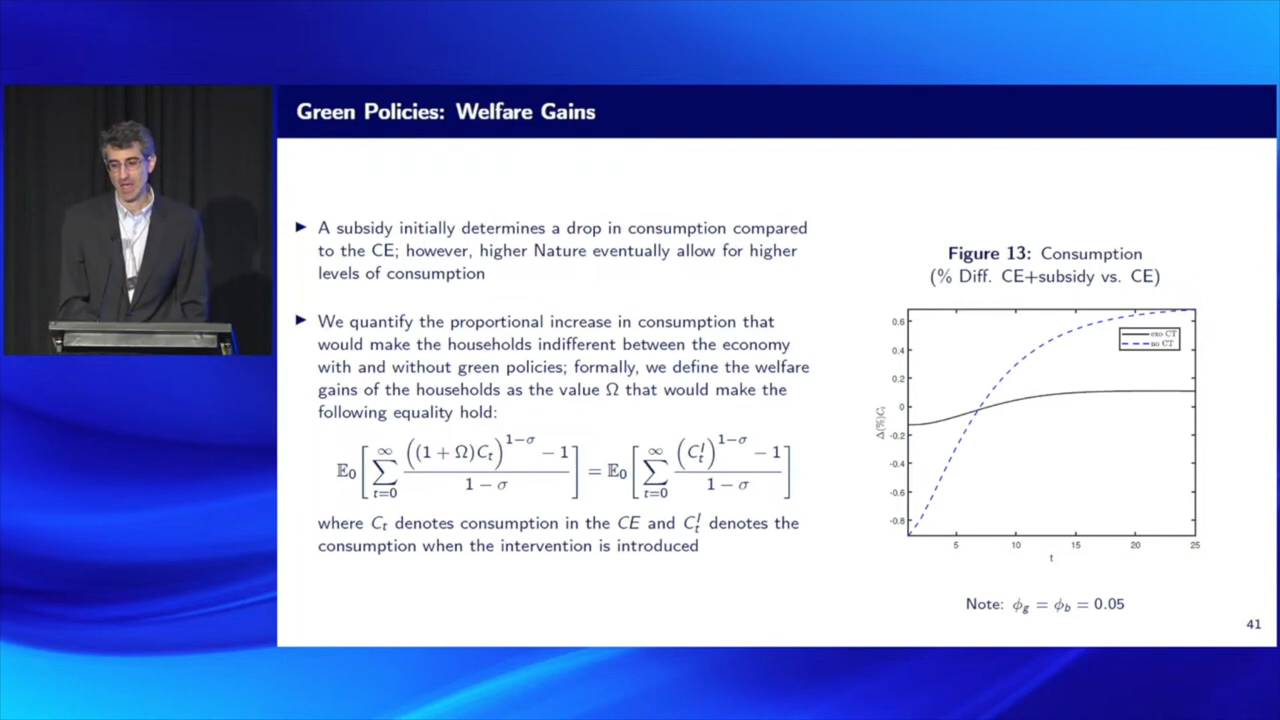 Green Policies: Welfare Gains
▶ A subsidy initially determines a drop in consumption compared
to the CE; however, higher Nature eventually allow for higher
levels of consumption
▶ We quantify the proportional increase in consumption that
would make the households indifferent between the economy
with and without green policies; formally, we define the welfare
gains of the households as the value Ω that would make the
following equality hold:
𝔼₀[∑_{t=0}^{∞} (((1 + Ω)C_t)^{1−σ} − 1)/(1 − σ)] = 𝔼₀[∑_{t=0}^{∞} ((C_t^I)^{1−σ} − 1)/(1 − σ)]
where C_t denotes consumption in the CE and C_t^I denotes the
consumption when the intervention is introduced
Figure 13: Consumption
(% Diff. CE+subsidy vs. CE)
exo CT
no CT
Δ(%)C_t
0.6
0.4
0.2
0
-0.2
-0.4
-0.6
-0.8
5 10 15 20 25
t
Note: ϕ_g = ϕ_b = 0.05
41